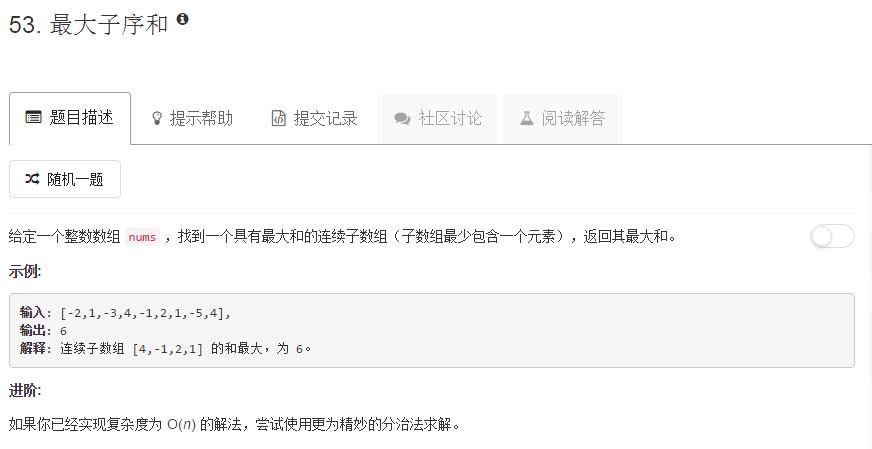 53. 最大子序和
题目描述 提示帮助 提交记录 社区讨论 阅读解答
随机一题
给定一个整数数组 nums ，找到一个具有最大和的连续子数组（子数组最少包含一个元素），返回其最大和。
示例:
输入: [-2,1,-3,4,-1,2,1,-5,4],
输出: 6
解释: 连续子数组 [4,-1,2,1] 的和最大，为 6。
进阶:
如果你已经实现复杂度为 O(n) 的解法，尝试使用更为精妙的分治法求解。